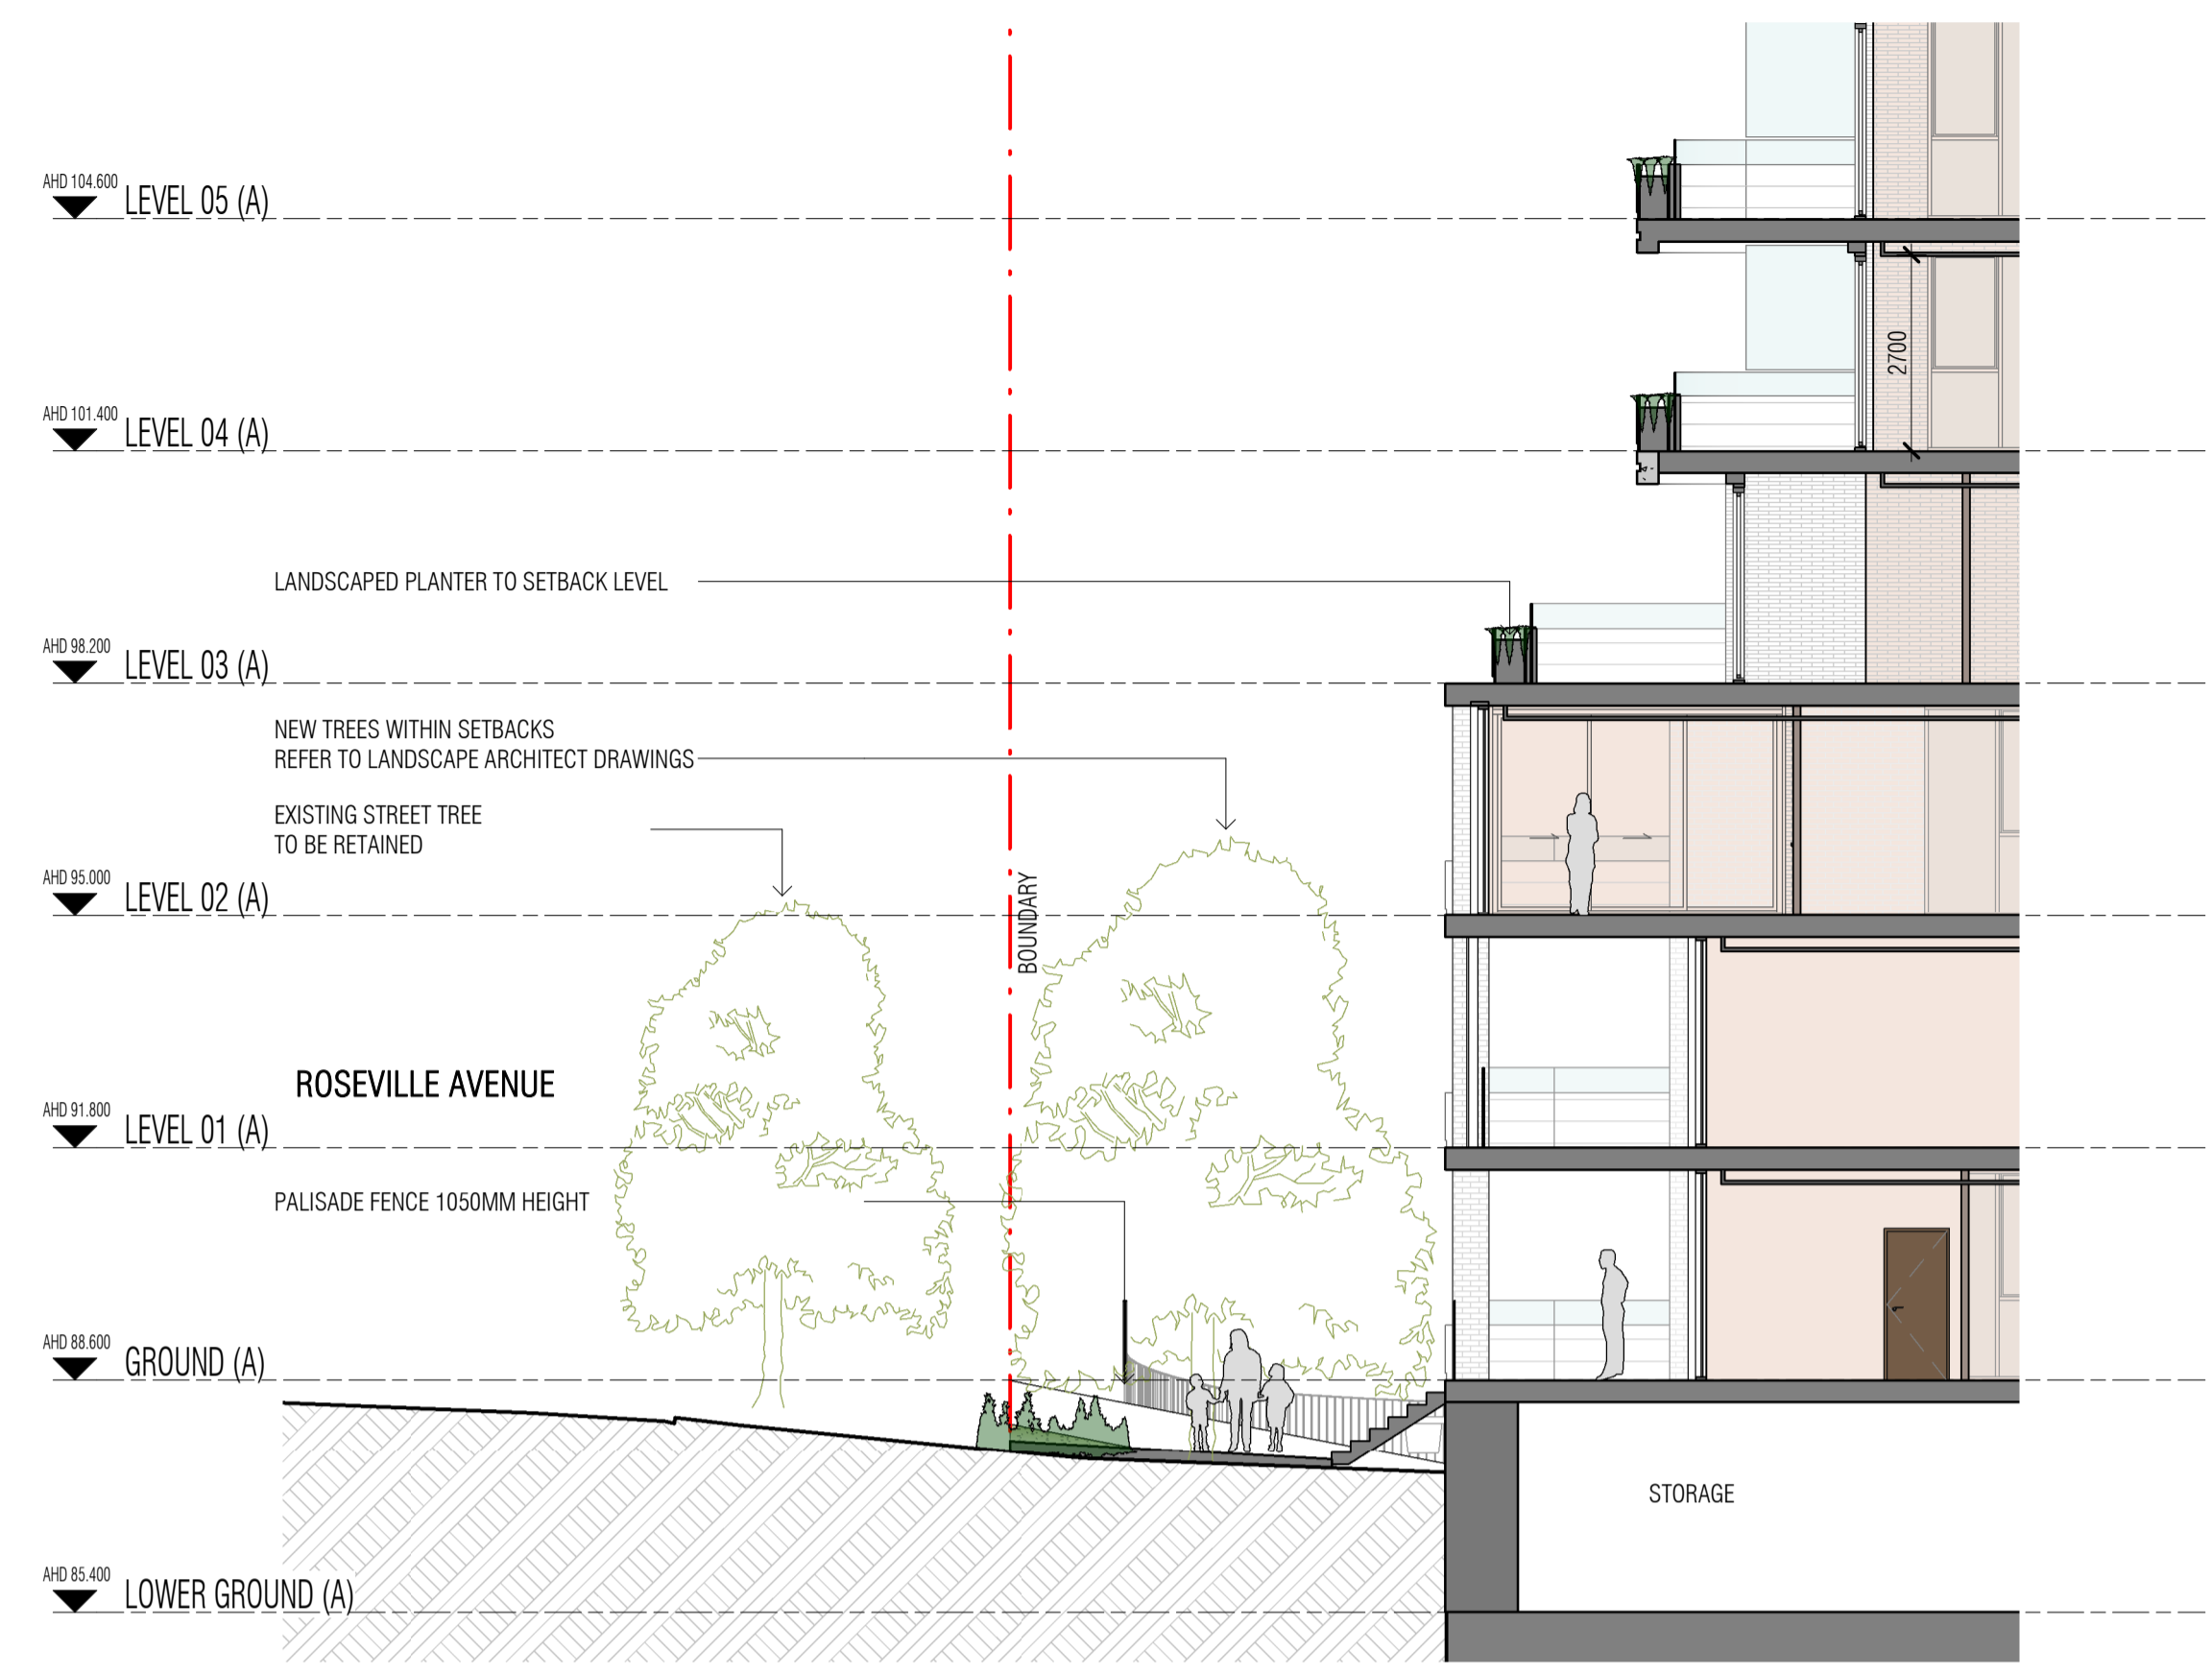 AHD 104.600
LEVEL 05 (A)
2700
AHD 101.400
LEVEL 04 (A)
LANDSCAPED PLANTER TO SETBACK LEVEL
AHD 98.200
LEVEL 03 (A)
NEW TREES WITHIN SETBACKS
REFER TO LANDSCAPE ARCHITECT DRAWINGS
EXISTING STREET TREE
TO BE RETAINED
AHD 95.000
LEVEL 02 (A)
BOUNDARY
ROSEVILLE AVENUE
AHD 91.800
LEVEL 01 (A)
PALISADE FENCE 1050MM HEIGHT
AHD 88.600
GROUND (A)
STORAGE
AHD 85.400
LOWER GROUND (A)